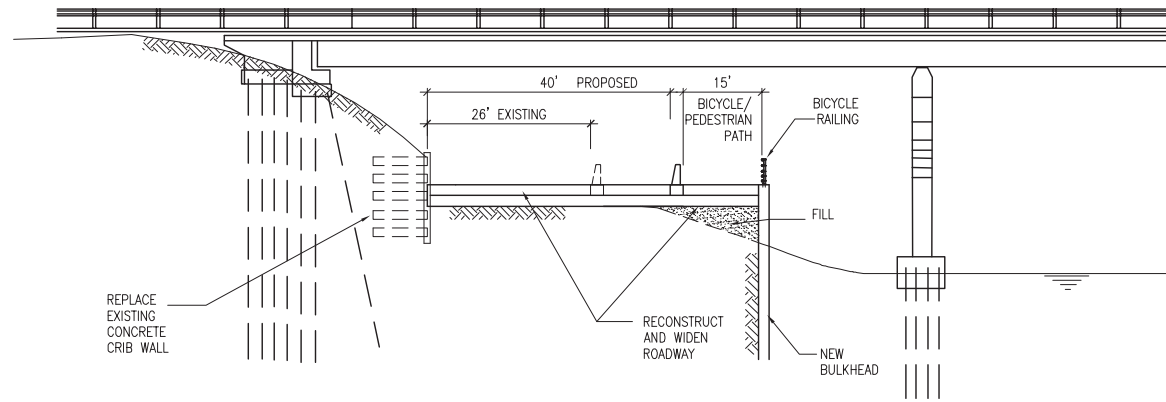 40' PROPOSED
15'
26' EXISTING
BICYCLE/
PEDESTRIAN
PATH
BICYCLE
RAILING
FILL
REPLACE
EXISTING
CONCRETE
CRIB WALL
RECONSTRUCT
AND WIDEN
ROADWAY
NEW
BULKHEAD